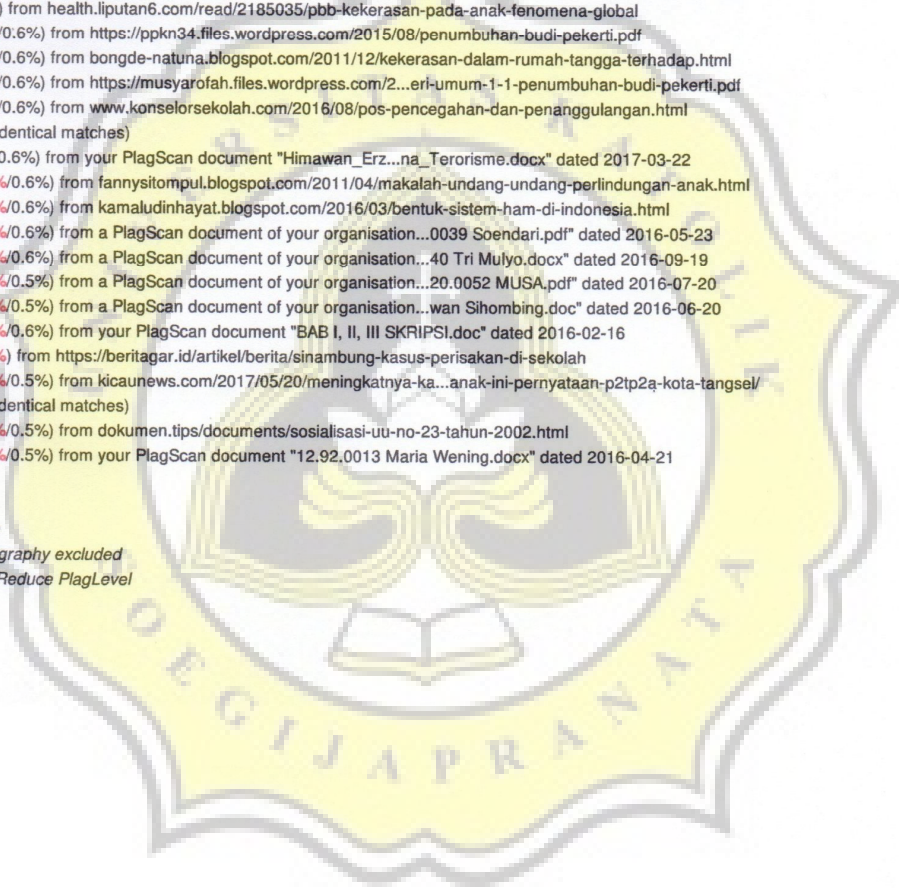 ) from health.liputan6.com/read/2185035/pbb-kekerasan-pada-anak-fenomena-global
/0.6%) from https://ppkn34.files.wordpress.com/2015/08/penumbuhan-budi-pekerti.pdf
/0.6%) from bongde-natuna.blogspot.com/2011/12/kekerasan-dalam-rumah-tangga-terhadap.html
/0.6%) from https://musyarofah.files.wordpress.com/2...eri-umum-1-1-penumbuhan-budi-pekerti.pdf
/0.6%) from www.konselorsekolah.com/2016/08/pos-pencegahan-dan-penanggulangan.html
dentical matches)
0.6%) from your PlagScan document "Himawan_Erz...na_Terorisme.docx" dated 2017-03-22
%/0.6%) from fannysitompul.blogspot.com/2011/04/makalah-undang-undang-perlindungan-anak.html
%/0.6%) from kamaludinhayat.blogspot.com/2016/03/bentuk-sistem-ham-di-indonesia.html
%/0.6%) from a PlagScan document of your organisation...0039 Soendari.pdf" dated 2016-05-23
%/0.6%) from a PlagScan document of your organisation...40 Tri Mulyo.docx" dated 2016-09-19
%/0.5%) from a PlagScan document of your organisation...20.0052 MUSA.pdf" dated 2016-07-20
%/0.5%) from a PlagScan document of your organisation...wan Sihombing.doc" dated 2016-06-20
%/0.6%) from your PlagScan document "BAB I, II, III SKRIPSI.doc" dated 2016-02-16
%) from https://beritagar.id/artikel/berita/sinambung-kasus-perisakan-di-sekolah
%/0.5%) from kicaunews.com/2017/05/20/meningkatnya-ka...anak-ini-pernyataan-p2tp2a-kota-tangsel/
dentical matches)
%/0.5%) from dokumen.tips/documents/sosialisasi-uu-no-23-tahun-2002.html
%/0.5%) from your PlagScan document "12.92.0013 Maria Wening.docx" dated 2016-04-21
graphy excluded
Reduce PlagLevel
UNIVERSITAS KATOLIK
SOEGIJAPRANATA